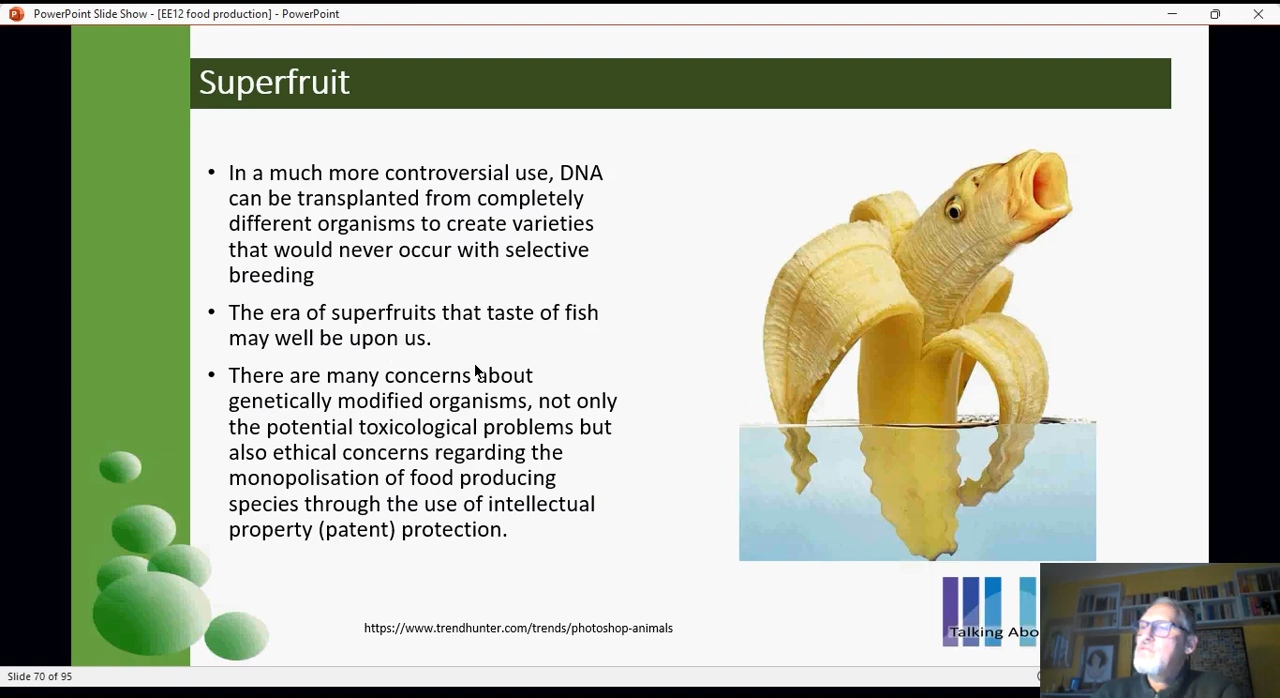 PowerPoint Slide Show - [EE12 food production] - PowerPoint
Superfruit
• In a much more controversial use, DNA
can be transplanted from completely
different organisms to create varieties
that would never occur with selective
breeding
• The era of superfruits that taste of fish
may well be upon us.
• There are many concerns about
genetically modified organisms, not only
the potential toxicological problems but
also ethical concerns regarding the
monopolisation of food producing
species through the use of intellectual
property (patent) protection.
https://www.trendhunter.com/trends/photoshop-animals
Talking Abo
Slide 70 of 95